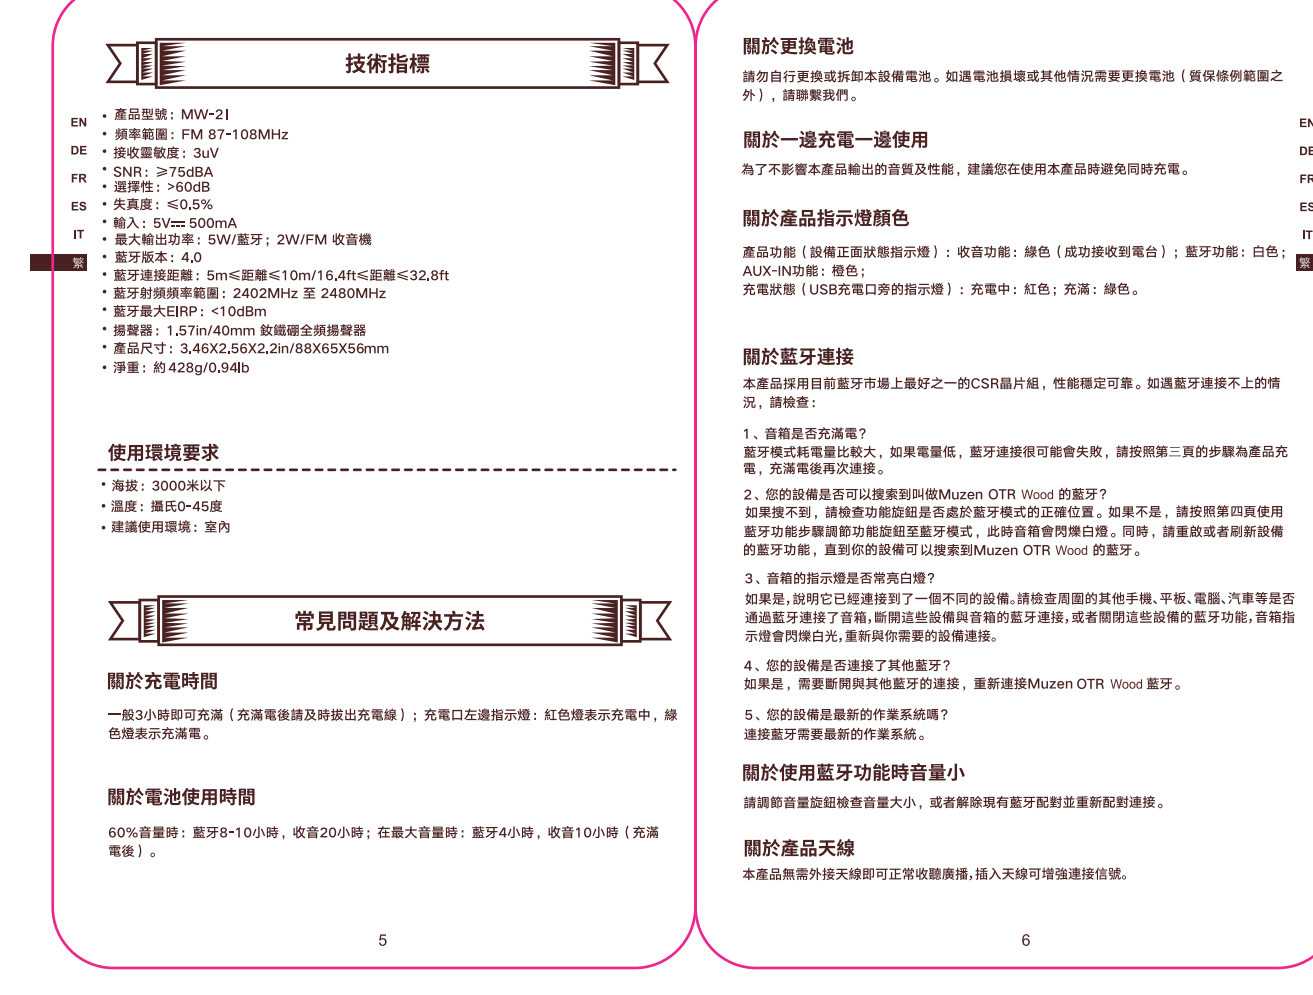 技術指標
EN
DE
FR
ES
IT
繁
• 產品型號：MW-2I
• 頻率範圍：FM 87-108MHz
• 接收靈敏度：3uV
• SNR：≥75dBA
• 選擇性：>60dB
• 失真度：≤0.5%
• 輸入：5V⎓ 500mA
• 最大輸出功率：5W/藍牙；2W/FM 收音機
• 藍牙版本：4.0
• 藍牙連接距離：5m≤距離≤10m/16.4ft≤距離≤32.8ft
• 藍牙射頻頻率範圍：2402MHz 至 2480MHz
• 藍牙最大EIRP：<10dBm
• 揚聲器：1.57in/40mm 釹鐵硼全頻揚聲器
• 產品尺寸：3.46X2.56X2.2in/88X65X56mm
• 淨重：約 428g/0.94lb
使用環境要求
• 海拔：3000米以下
• 溫度：攝氏0-45度
• 建議使用環境：室內
常見問題及解決方法
關於充電時間
一般3小時即可充滿（充滿電後請及時拔出充電線）；充電口左邊指示燈：紅色燈表示充電中，綠
色燈表示充滿電。
關於電池使用時間
60%音量時：藍牙8-10小時，收音20小時；在最大音量時：藍牙4小時，收音10小時（充滿
電後）。
5
關於更換電池
請勿自行更換或拆卸本設備電池。如遇電池損壞或其他情況需要更換電池（質保條例範圍之
外），請聯繫我們。
關於一邊充電一邊使用
為了不影響本產品輸出的音質及性能，建議您在使用本產品時避免同時充電。
關於產品指示燈顏色
產品功能（設備正面狀態指示燈）：收音功能：綠色（成功接收到電台）；藍牙功能：白色；
AUX-IN功能：橙色；
充電狀態（USB充電口旁的指示燈）：充電中：紅色；充滿：綠色。
關於藍牙連接
本產品採用目前藍牙市場上最好之一的CSR晶片組，性能穩定可靠。如遇藍牙連接不上的情
況，請檢查：
1、音箱是否充滿電？
藍牙模式耗電量比較大，如果電量低，藍牙連接很可能會失敗，請按照第三頁的步驟為產品充
電，充滿電後再次連接。
2、您的設備是否可以搜索到叫做Muzen OTR Wood 的藍牙？
如果搜不到，請檢查功能旋鈕是否處於藍牙模式的正確位置。如果不是，請按照第四頁使用
藍牙功能步驟調節功能旋鈕至藍牙模式，此時音箱會閃爍白燈。同時，請重啟或者刷新設備
的藍牙功能，直到你的設備可以搜索到Muzen OTR Wood 的藍牙。
3、音箱的指示燈是否常亮白燈？
如果是，說明它已經連接到了一個不同的設備。請檢查周圍的其他手機、平板、電腦、汽車等是否
通過藍牙連接了音箱，斷開這些設備與音箱的藍牙連接，或者關閉這些設備的藍牙功能，音箱指
示燈會閃爍白光，重新與你需要的設備連接。
4、您的設備是否連接了其他藍牙？
如果是，需要斷開與其他藍牙的連接，重新連接Muzen OTR Wood 藍牙。
5、您的設備是最新的作業系統嗎？
連接藍牙需要最新的作業系統。
關於使用藍牙功能時音量小
請調節音量旋鈕檢查音量大小，或者解除現有藍牙配對並重新配對連接。
關於產品天線
本產品無需外接天線即可正常收聽廣播，插入天線可增強連接信號。
6
EN
DE
FR
ES
IT
繁